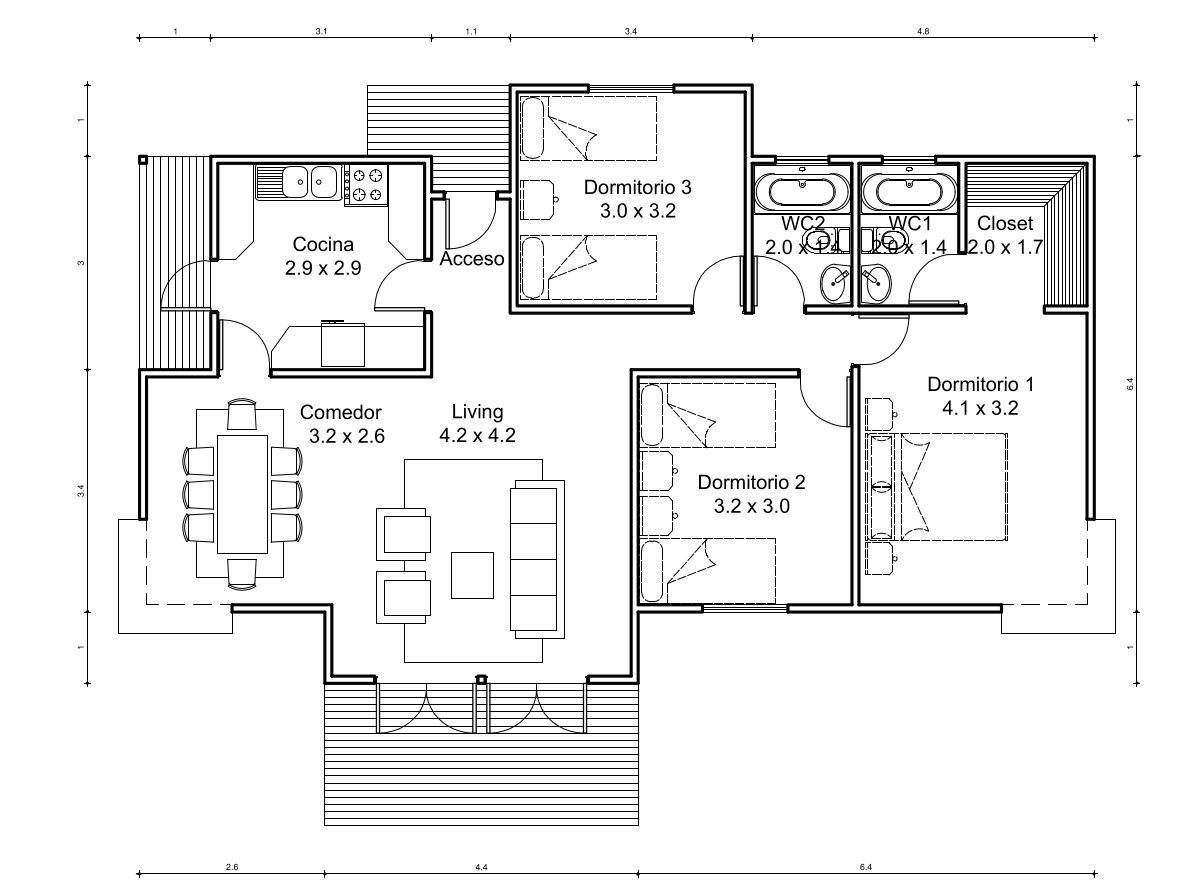 1
3.1
1.1
3.4
4.8
1
1
Dormitorio 3
3.0 x 3.2
WC2
2.0 x 1.4
WC1
2.0 x 1.4
Closet
2.0 x 1.7
Cocina
2.9 x 2.9
Acceso
3
6.4
Dormitorio 1
4.1 x 3.2
Comedor
3.2 x 2.6
Living
4.2 x 4.2
Dormitorio 2
3.2 x 3.0
3.4
1
1
2.6
4.4
6.4